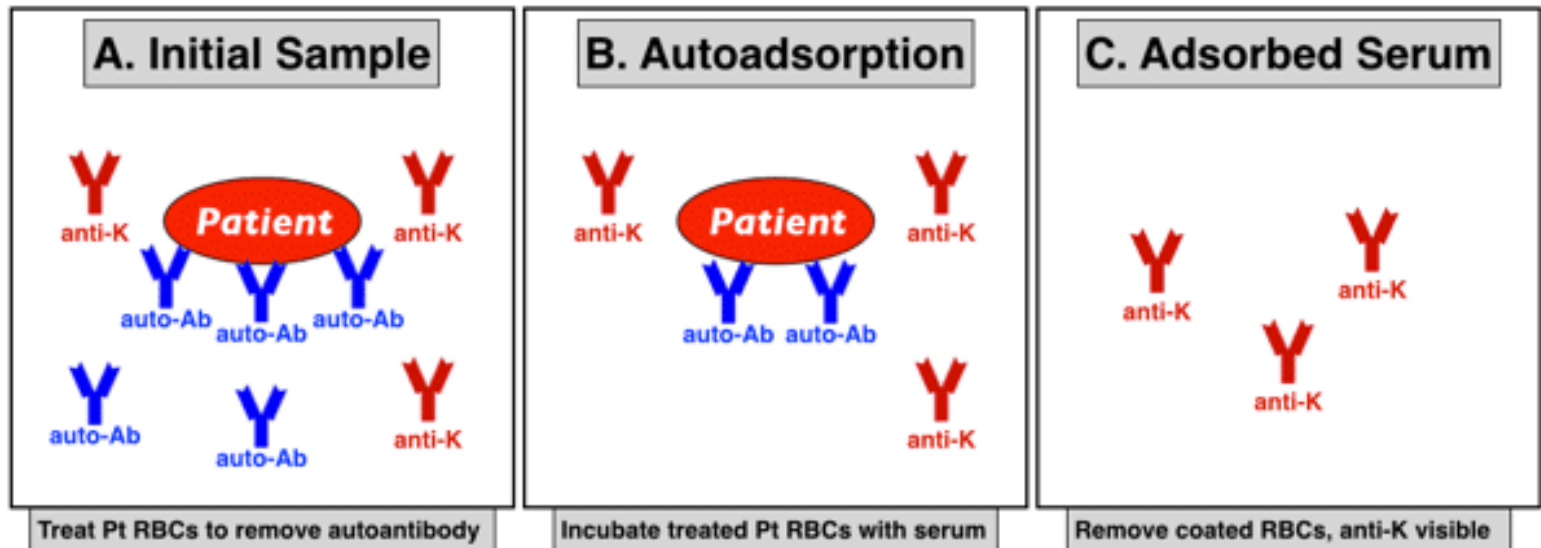 A. Initial Sample
anti-K
Patient
anti-K
auto-Ab
auto-Ab
auto-Ab
auto-Ab
auto-Ab
anti-K
Treat Pt RBCs to remove autoantibody
B. Autoadsorption
anti-K
Patient
anti-K
auto-Ab
auto-Ab
anti-K
Incubate treated Pt RBCs with serum
C. Adsorbed Serum
anti-K
anti-K
anti-K
Remove coated RBCs, anti-K visible